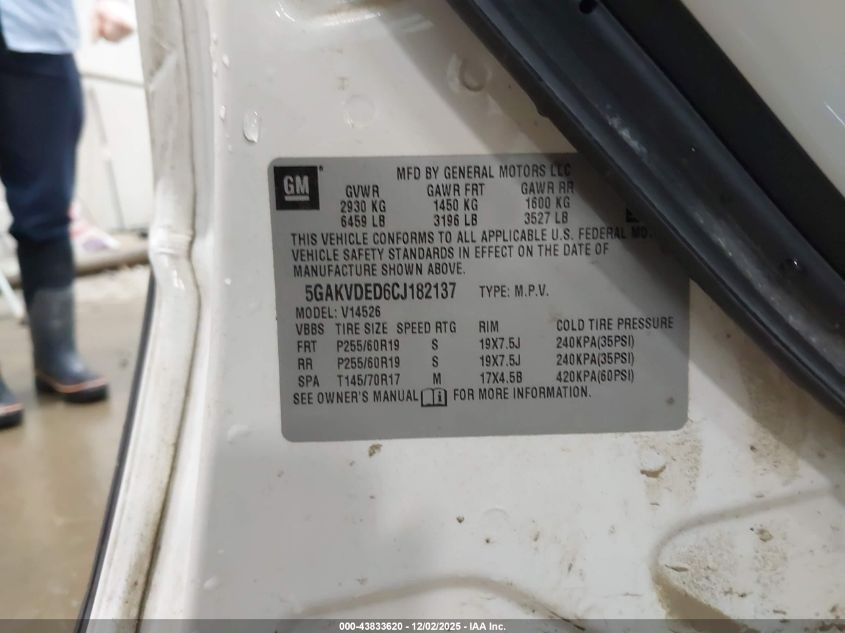 MFD BY GENERAL MOTORS LLC
GM
GVWR GAWR FRT GAWR RR
2930 KG 1450 KG 1600 KG
6459 LB 3196 LB 3527 LB
THIS VEHICLE CONFORMS TO ALL APPLICABLE U.S. FEDERAL
VEHICLE SAFETY STANDARDS IN EFFECT ON THE DATE OF
MANUFACTURE SHOWN ABOVE.
5GAKVDED6CJ182137 TYPE: M.P.V.
MODEL: V14526
VBBS TIRE SIZE SPEED RTG RIM COLD TIRE PRESSURE
FRT P255/60R19 S 19X7.5J 240KPA(35PSI)
RR P255/60R19 S 19X7.5J 240KPA(35PSI)
SPA T145/70R17 M 17X4.5B 420KPA(60PSI)
SEE OWNER'S MANUAL FOR MORE INFORMATION.
000-43833620 - 12/02/2025 - IAA Inc.